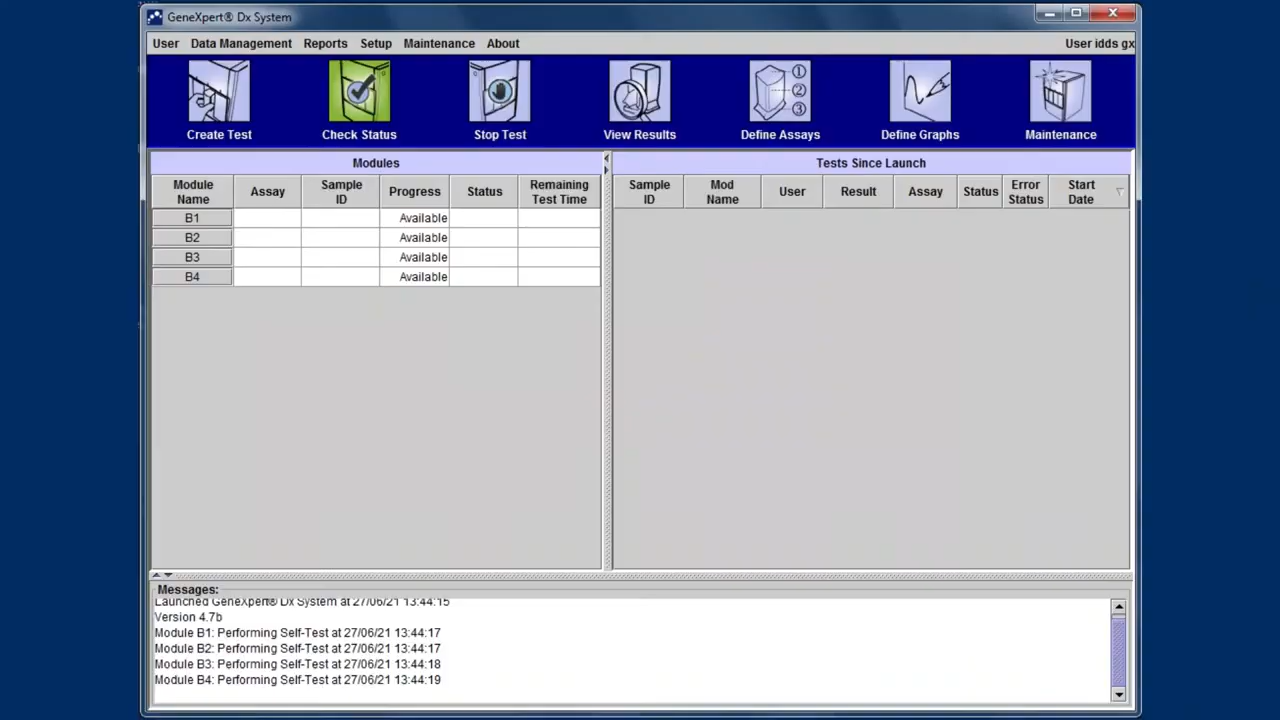 GeneXpert® Dx System
User Data Management Reports Setup Maintenance About User idds gx
Create Test Check Status Stop Test View Results Define Assays Define Graphs Maintenance
Modules
Module Name Assay Sample ID Progress Status Remaining Test Time
B1 Available
B2 Available
B3 Available
B4 Available
Tests Since Launch
Sample ID Mod Name User Result Assay Status Error Status Start Date
Messages:
Launched GeneXpert® Dx System at 27/06/21 13:44:15
Version 4.7b
Module B1: Performing Self-Test at 27/06/21 13:44:17
Module B2: Performing Self-Test at 27/06/21 13:44:17
Module B3: Performing Self-Test at 27/06/21 13:44:18
Module B4: Performing Self-Test at 27/06/21 13:44:19